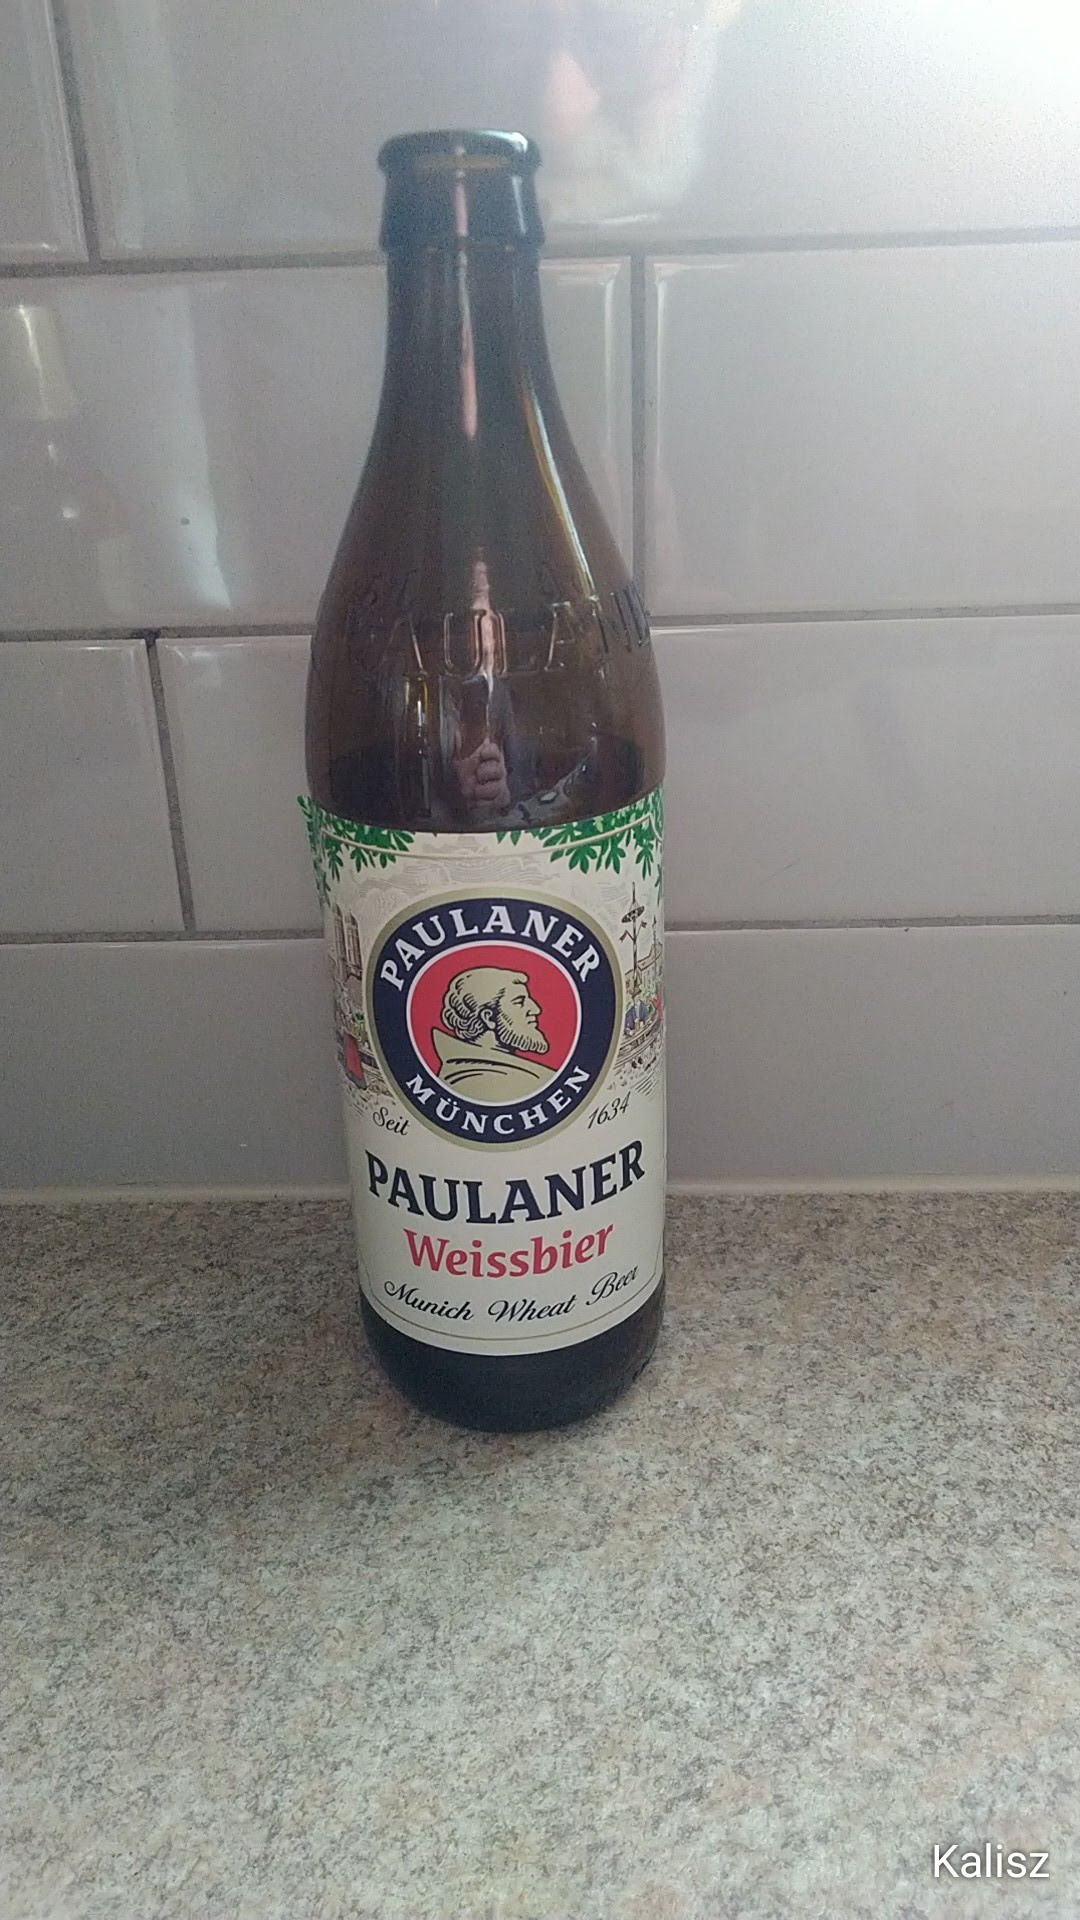 PAULANER
PAULANER
MÜNCHEN
Seit 1634
PAULANER
Weissbier
Munich Wheat Beer
Kalisz